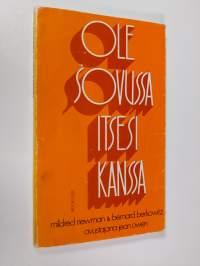 OLE
SOVUSSA
ITSESI
KANSSA
mildred newman & bernard berkowitz
avustajana jean owen